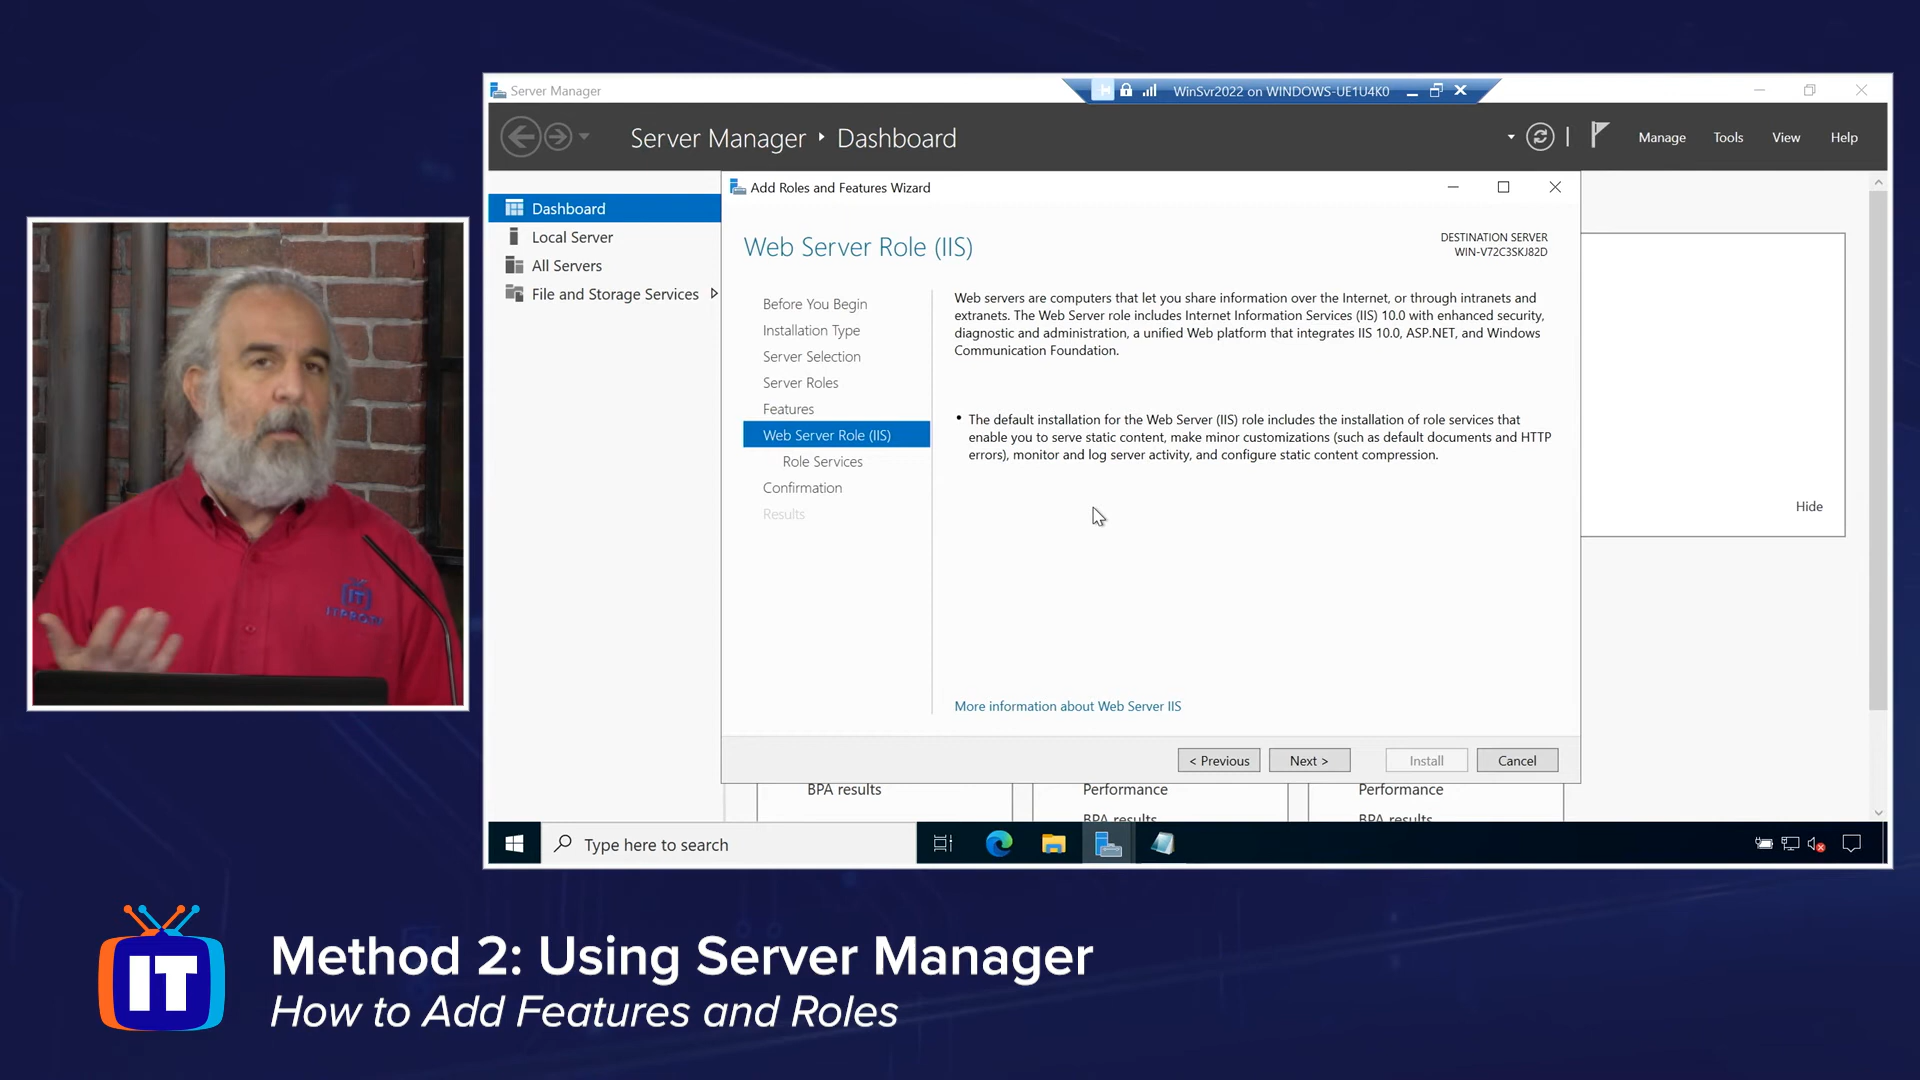 Server Manager
WinSvr2022 on WINDOWS-UE1U4K0
Server Manager ‣ Dashboard
Manage
Tools
View
Help
Dashboard
Local Server
All Servers
File and Storage Services
Add Roles and Features Wizard
Web Server Role (IIS)
DESTINATION SERVER
WIN-V72C3SKJ82D
Before You Begin
Installation Type
Server Selection
Server Roles
Features
Web Server Role (IIS)
Role Services
Confirmation
Results
Web servers are computers that let you share information over the Internet, or through intranets and
extranets. The Web Server role includes Internet Information Services (IIS) 10.0 with enhanced security,
diagnostic and administration, a unified Web platform that integrates IIS 10.0, ASP.NET, and Windows
Communication Foundation.
• The default installation for the Web Server (IIS) role includes the installation of role services that
enable you to serve static content, make minor customizations (such as default documents and HTTP
errors), monitor and log server activity, and configure static content compression.
More information about Web Server IIS
Hide
< Previous
Next >
Install
Cancel
BPA results
Performance
BPA results
Performance
BPA results
Type here to search
IT
ITPROTV
IT
Method 2: Using Server Manager
How to Add Features and Roles